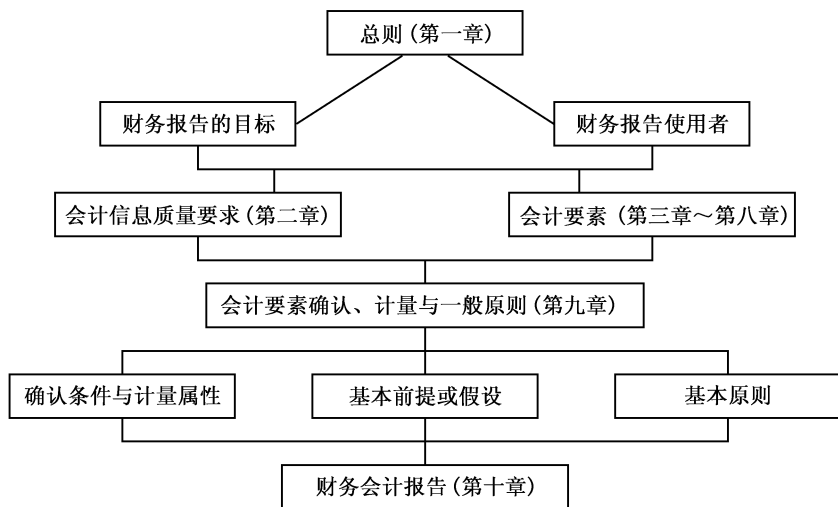 总则(第一章)
财务报告的目标
财务报告使用者
会计信息质量要求(第二章)
会计要素 (第三章～第八章)
会计要素确认、计量与一般原则(第九章)
确认条件与计量属性
基本前提或假设
基本原则
财务会计报告(第十章)